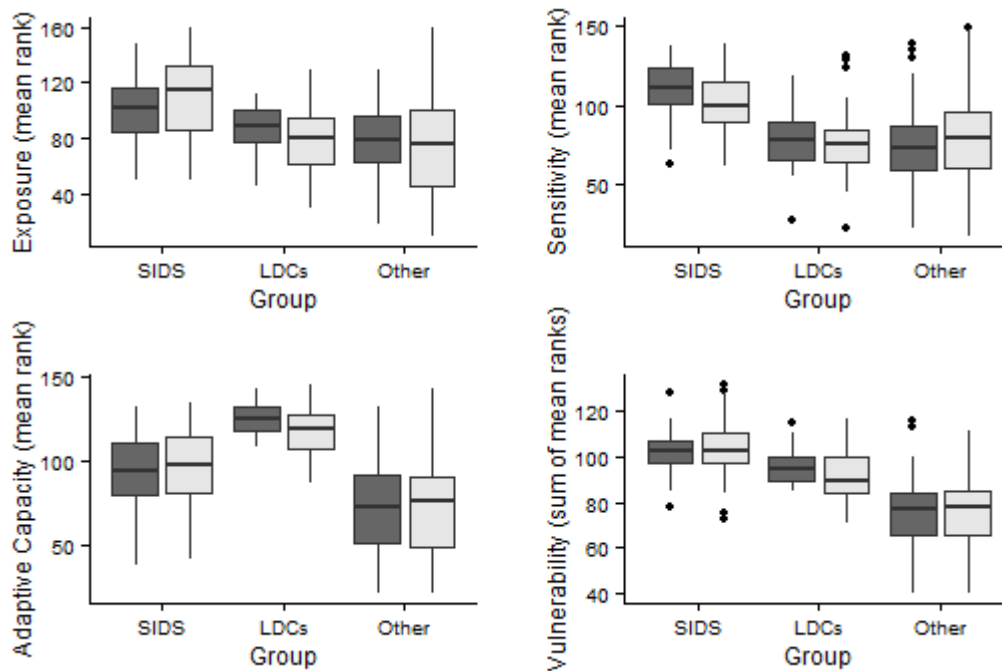 Exposure (mean rank)
160
120
80
40
SIDS
LDCs
Other
Group
Sensitivity (mean rank)
150
100
50
SIDS
LDCs
Other
Group
Adaptive Capacity (mean rank)
150
100
50
SIDS
LDCs
Other
Group
Vulnerability (sum of mean ranks)
120
100
80
60
40
SIDS
LDCs
Other
Group